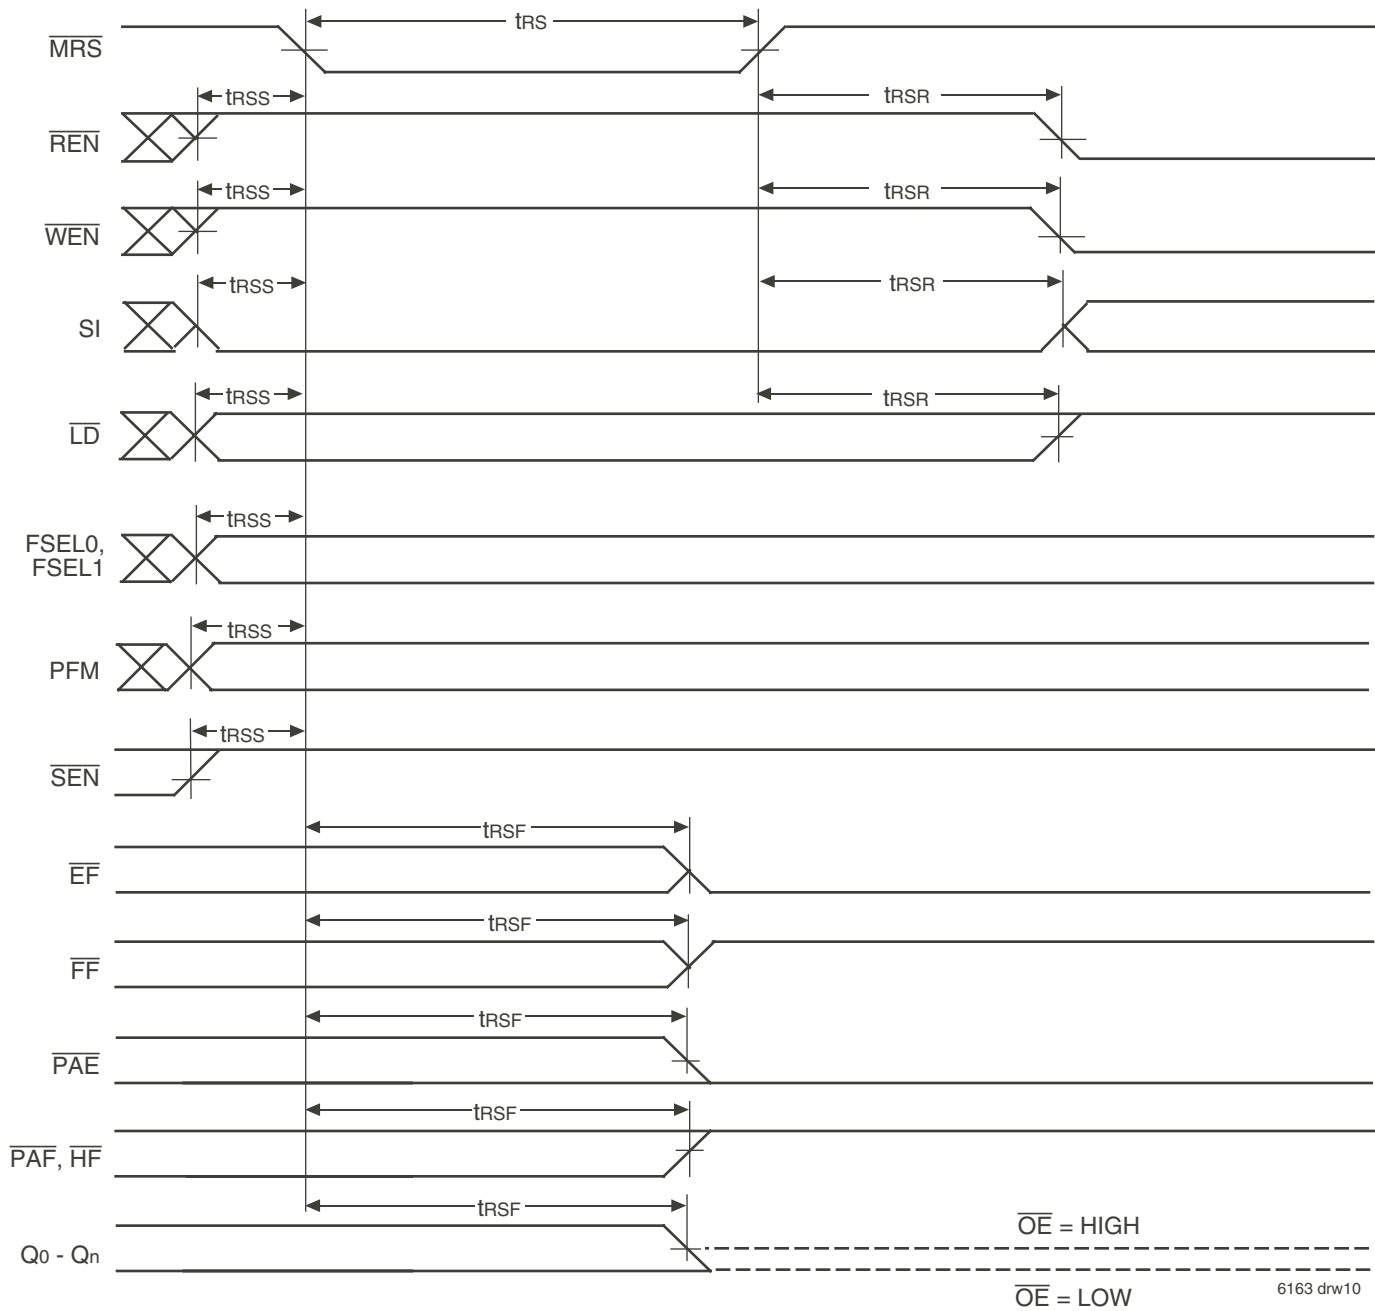 tRS
MRS
tRSS
tRSR
REN
tRSS
tRSR
WEN
tRSS
tRSR
SI
tRSS
tRSR
LD
tRSS
FSEL0,
FSEL1
tRSS
PFM
tRSS
SEN
tRSF
EF
tRSF
FF
tRSF
PAE
tRSF
PAF, HF
tRSF
OE = HIGH
Q0 - Qn
OE = LOW
6163 drw10